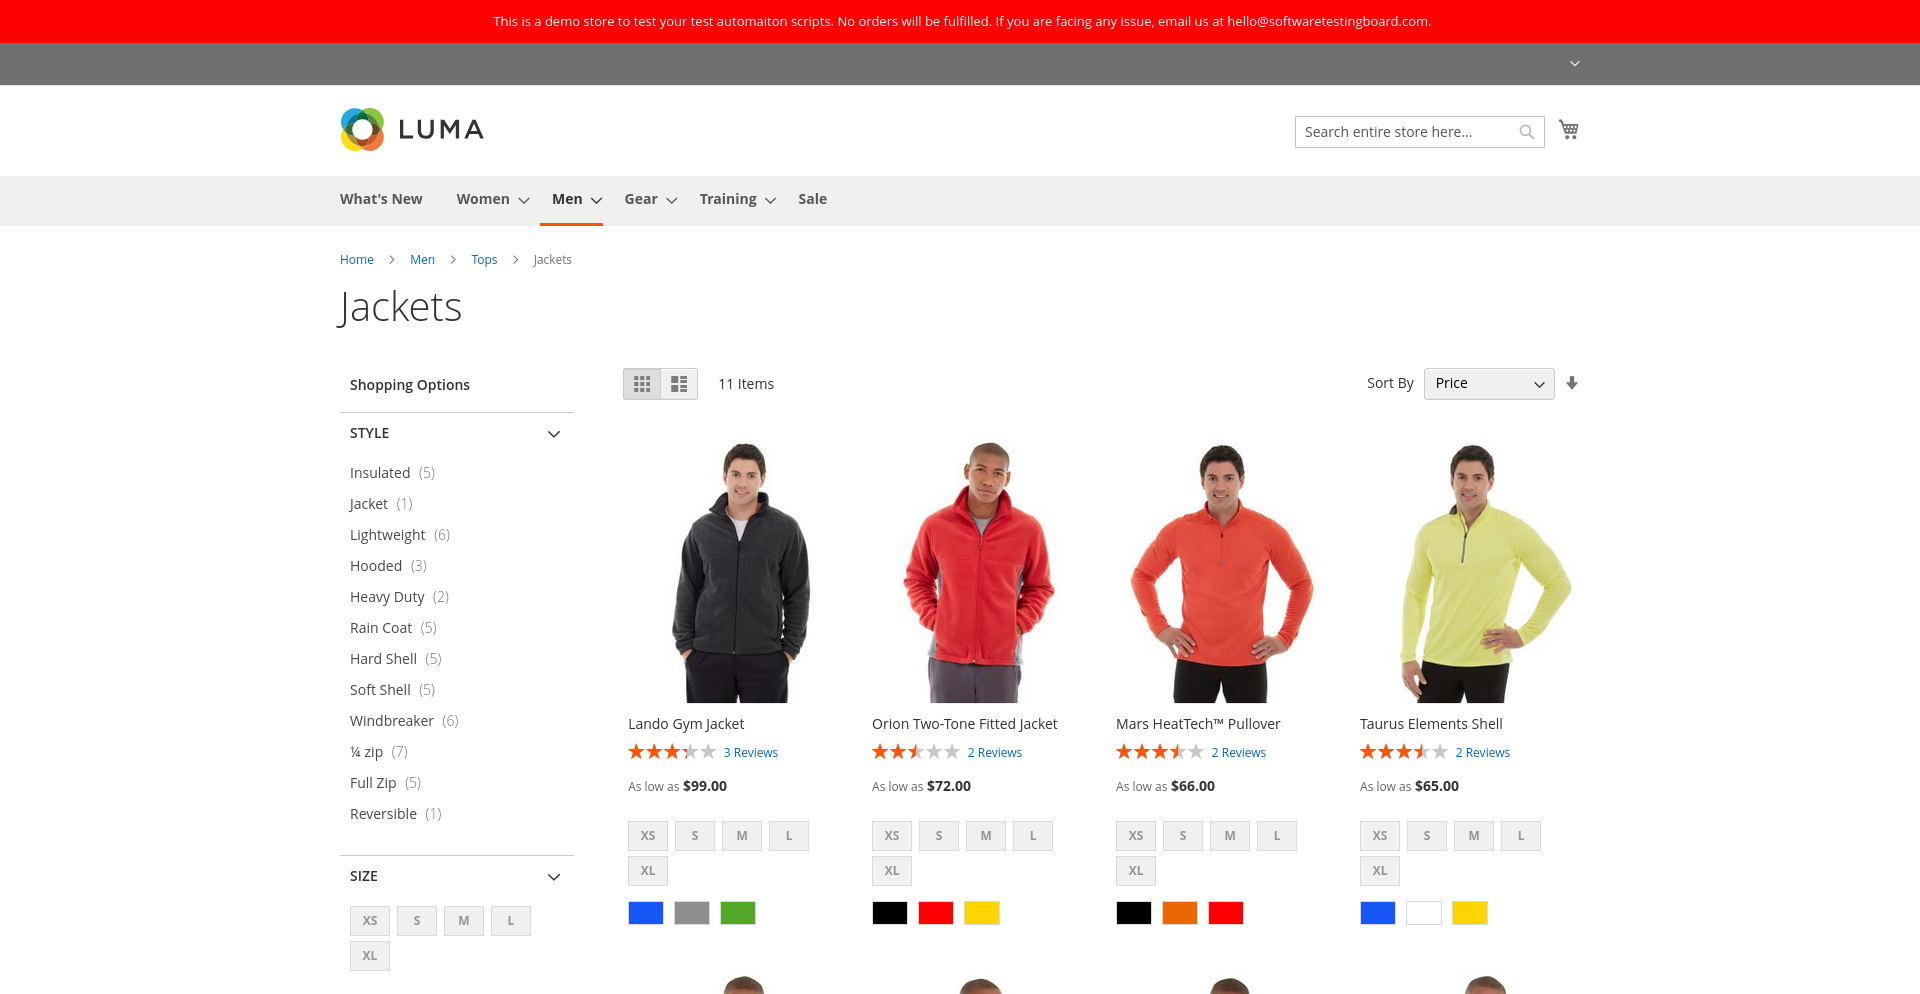 This is a demo store to test your test automaiton scripts. No orders will be fulfilled. If you are facing any issue, email us at hello@softwaretestingboard.com.
LUMA
Search entire store here...
What's New Women Men Gear Training Sale
Home Men Tops Jackets
Jackets
Shopping Options
11 Items
Sort By Price
STYLE
Insulated (5)
Jacket (1)
Lightweight (6)
Hooded (3)
Heavy Duty (2)
Rain Coat (5)
Hard Shell (5)
Soft Shell (5)
Windbreaker (6)
¼ zip (7)
Full Zip (5)
Reversible (1)
SIZE
XS S M L
XL
Lando Gym Jacket
3 Reviews
As low as $99.00
XS S M L
XL
Orion Two-Tone Fitted Jacket
2 Reviews
As low as $72.00
XS S M L
XL
Mars HeatTech™ Pullover
2 Reviews
As low as $66.00
XS S M L
XL
Taurus Elements Shell
2 Reviews
As low as $65.00
XS S M L
XL